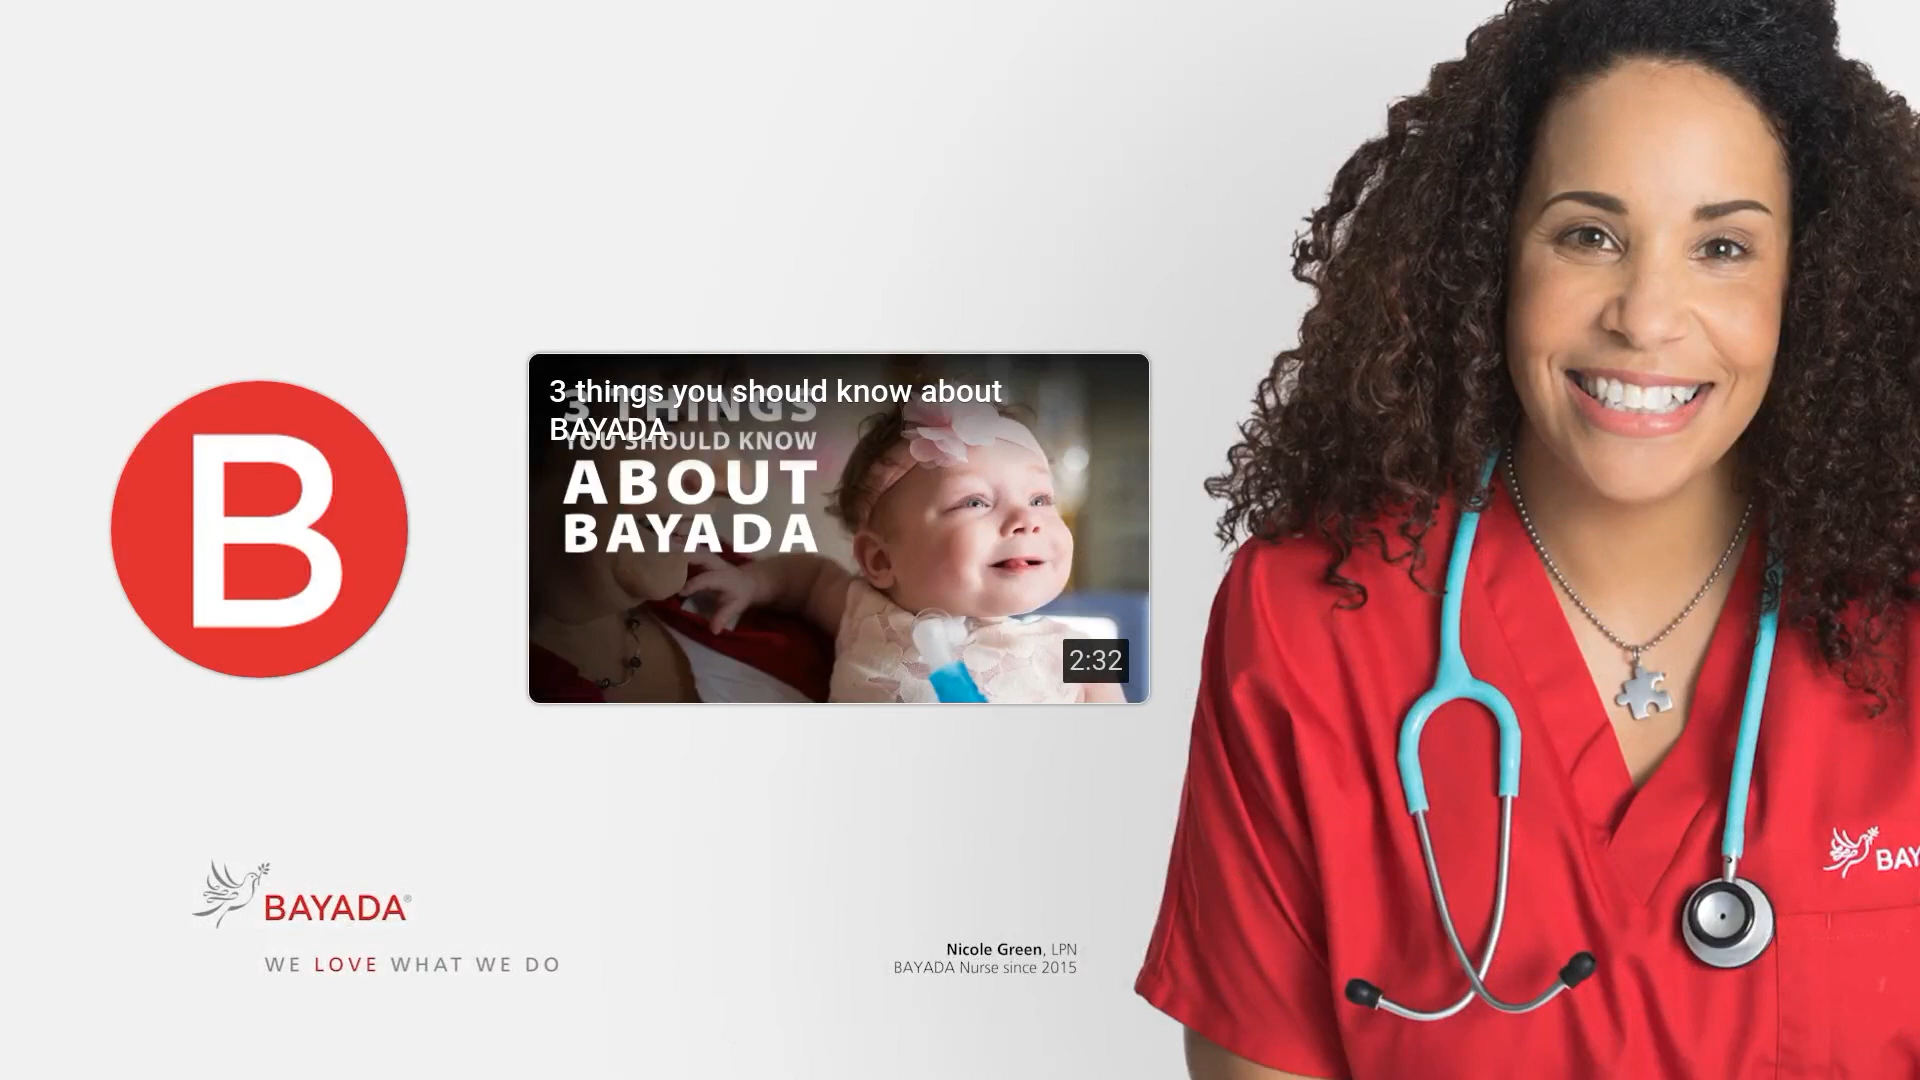 B
3 things you should know about
BAYADA
3 THINGS
YOU SHOULD KNOW
ABOUT
BAYADA
2:32
BAYADA®
WE LOVE WHAT WE DO
Nicole Green, LPN
BAYADA Nurse since 2015
BAY